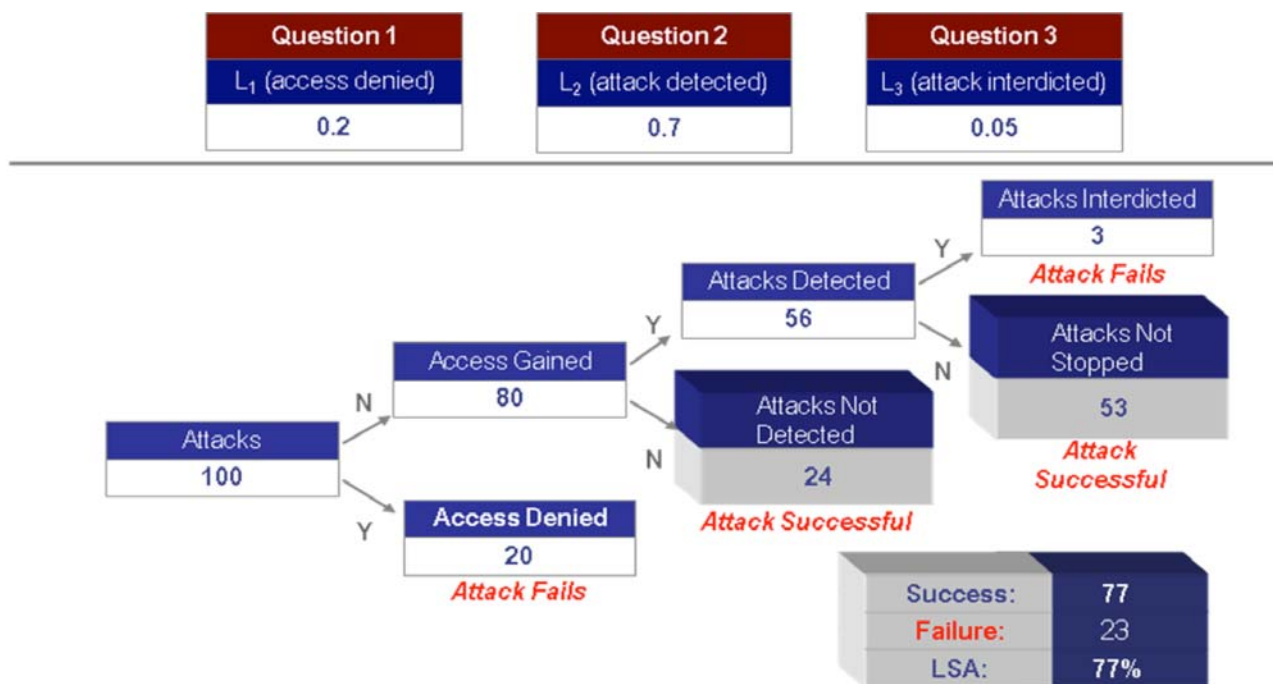 Question 1
L₁ (access denied)
0.2
Question 2
L₂ (attack detected)
0.7
Question 3
L₃ (attack interdicted)
0.05
Attacks Interdicted
3
Attack Fails
Y
Attacks Detected
56
Y
Attacks Not
Stopped
53
N
Attack
Successful
Access Gained
80
N
Attacks Not
Detected
24
N
Attack Successful
Attacks
100
Y
Access Denied
20
Attack Fails
Success: 77
Failure: 23
LSA: 77%